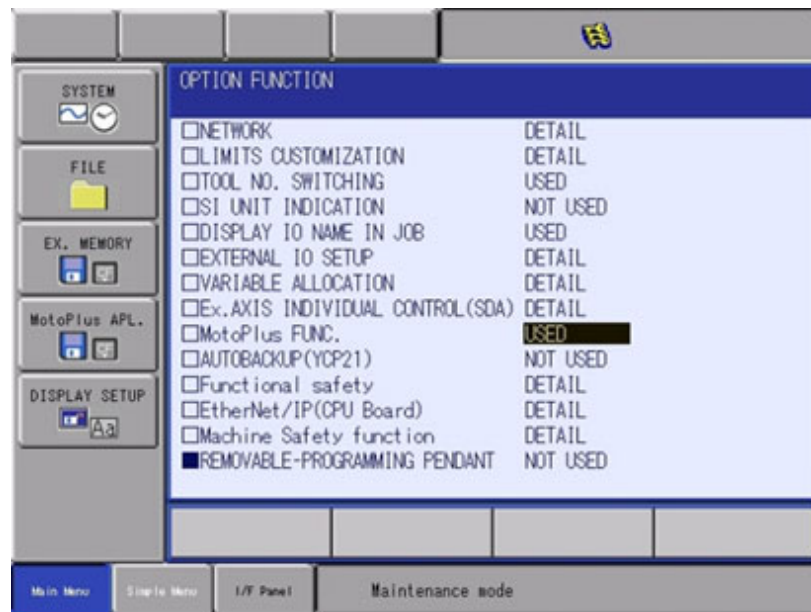 SYSTEM
FILE
EX. MEMORY
MotoPlus APL.
DISPLAY SETUP
Aa
OPTION FUNCTION
NETWORK DETAIL
LIMITS CUSTOMIZATION DETAIL
TOOL NO. SWITCHING USED
SI UNIT INDICATION NOT USED
DISPLAY IO NAME IN JOB USED
EXTERNAL IO SETUP DETAIL
VARIABLE ALLOCATION DETAIL
Ex.AXIS INDIVIDUAL CONTROL(SDA) DETAIL
MotoPlus FUNC. USED
AUTOBACKUP(YCP21) NOT USED
Functional safety DETAIL
EtherNet/IP(CPU Board) DETAIL
Machine Safety function DETAIL
REMOVABLE-PROGRAMMING PENDANT NOT USED
Main Menu Simple Menu I/F Panel Maintenance mode